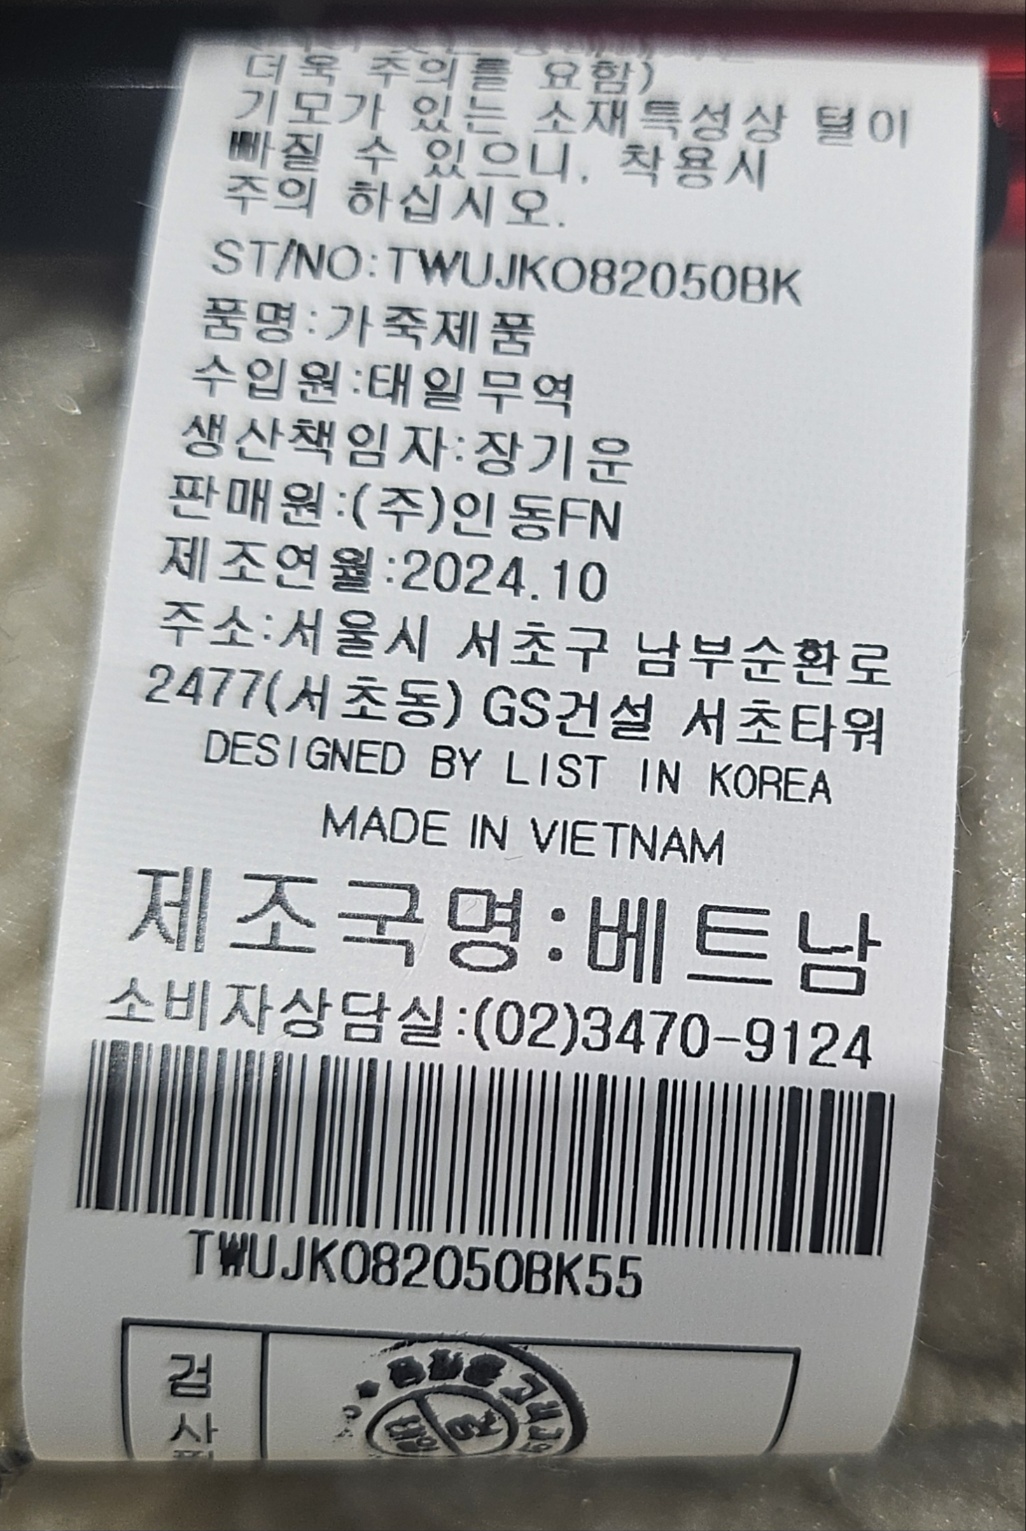 더욱 주의를 요함)
기모가 있는 소재특성상 털이
빠질 수 있으니, 착용시
주의 하십시오.
ST/NO:TWUJKO82050BK
품명:가죽제품
수입원:태일무역
생산책임자:장기운
판매원:(주)인동FN
제조연월:2024.10
주소:서울시 서초구 남부순환로
2477(서초동) GS건설 서초타워
DESIGNED BY LIST IN KOREA
MADE IN VIETNAM
제조국명:베트남
소비자상담실:(02)3470-9124
TWUJKO82050BK55
검
사